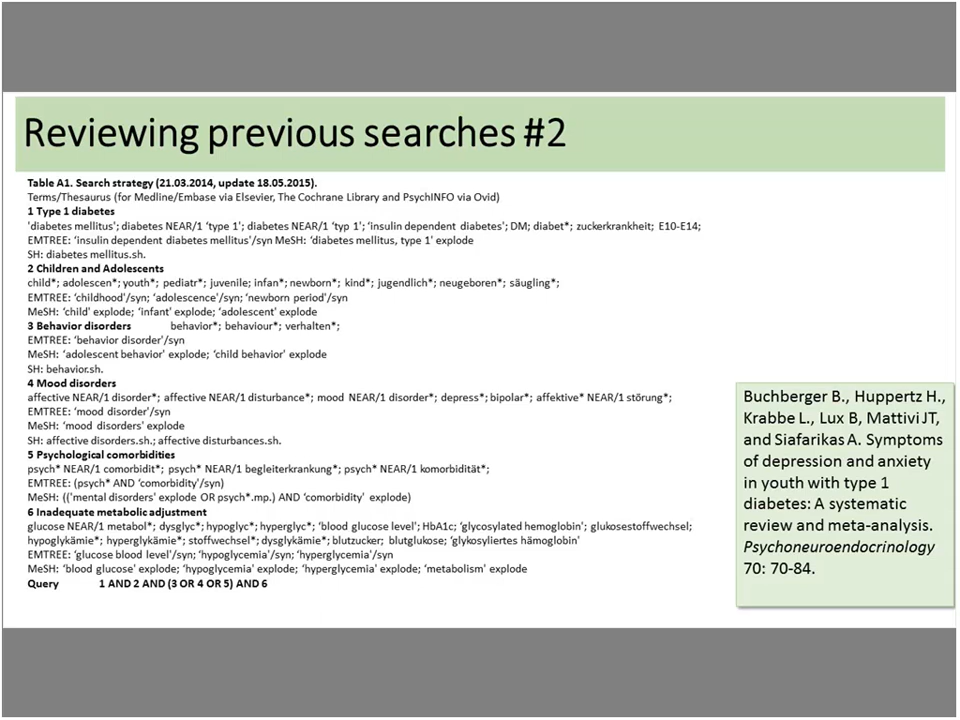 Reviewing previous searches #2
Table A1. Search strategy (21.03.2014, update 18.05.2015).
Terms/Thesaurus (for Medline/Embase via Elsevier, The Cochrane Library and PsychINFO via Ovid)
1 Type 1 diabetes
'diabetes mellitus'; diabetes NEAR/1 'type 1'; diabetes NEAR/1 'typ 1'; 'insulin dependent diabetes'; DM; diabet*; zuckerkrankheit; E10-E14;
EMTREE: 'insulin dependent diabetes mellitus'/syn MeSH: 'diabetes mellitus, type 1' explode
SH: diabetes mellitus.sh.
2 Children and Adolescents
child*; adolescen*; youth*; pediatr*; juvenile; infan*; newborn*; kind*; jugendlich*; neugeboren*; säugling*;
EMTREE: 'childhood'/syn; 'adolescence'/syn; 'newborn period'/syn
MeSH: 'child' explode; 'infant' explode; 'adolescent' explode
3 Behavior disorders behavior*; behaviour*; verhalten*;
EMTREE: 'behavior disorder'/syn
MeSH: 'adolescent behavior' explode; 'child behavior' explode
SH: behavior.sh.
4 Mood disorders
affective NEAR/1 disorder*; affective NEAR/1 disturbance*; mood NEAR/1 disorder*; depress*; bipolar*; affektive* NEAR/1 störung*;
EMTREE: 'mood disorder'/syn
MeSH: 'mood disorders' explode
SH: affective disorders.sh.; affective disturbances.sh.
5 Psychological comorbidities
psych* NEAR/1 comorbidit*; psych* NEAR/1 begleiterkrankung*; psych* NEAR/1 komorbidität*;
EMTREE: (psych* AND 'comorbidity'/syn)
MeSH: (('mental disorders' explode OR psych*.mp.) AND 'comorbidity' explode)
6 Inadequate metabolic adjustment
glucose NEAR/1 metabol*; dysglyc*; hypoglyc*; hyperglyc*; 'blood glucose level'; HbA1c; 'glycosylated hemoglobin'; glukosestoffwechsel;
hypoglykämie*; hyperglykämie*; stoffwechsel*; dysglykämie*; blutzucker; blutglukose; 'glykosyliertes hämoglobin'
EMTREE: 'glucose blood level'/syn; 'hypoglycemia'/syn; 'hyperglycemia'/syn
MeSH: 'blood glucose' explode; 'hypoglycemia' explode; 'hyperglycemia' explode; 'metabolism' explode
Query 1 AND 2 AND (3 OR 4 OR 5) AND 6
Buchberger B., Huppertz H.,
Krabbe L., Lux B, Mattivi JT,
and Siafarikas A. Symptoms
of depression and anxiety
in youth with type 1
diabetes: A systematic
review and meta-analysis.
Psychoneuroendocrinology
70: 70-84.